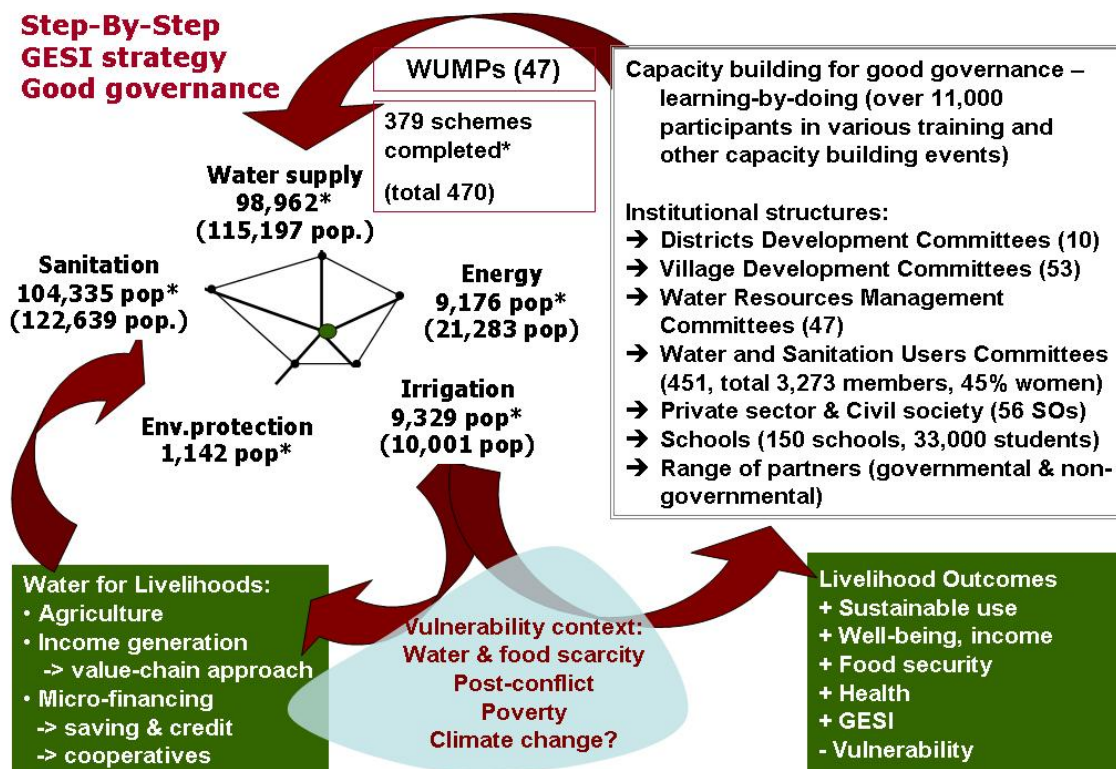 Step-By-Step
GESI strategy
Good governance
WUMPs (47)
379 schemes
completed*
(total 470)
Water supply
98,962*
(115,197 pop.)
Sanitation
104,335 pop*
(122,639 pop.)
Energy
9,176 pop*
(21,283 pop)
Env.protection
1,142 pop*
Irrigation
9,329 pop*
(10,001 pop)
Capacity building for good governance –
learning-by-doing (over 11,000
participants in various training and
other capacity building events)
Institutional structures:
➔ Districts Development Committees (10)
➔ Village Development Committees (53)
➔ Water Resources Management
Committees (47)
➔ Water and Sanitation Users Committees
(451, total 3,273 members, 45% women)
➔ Private sector & Civil society (56 SOs)
➔ Schools (150 schools, 33,000 students)
➔ Range of partners (governmental & non-
governmental)
Water for Livelihoods:
• Agriculture
• Income generation
-> value-chain approach
• Micro-financing
-> saving & credit
-> cooperatives
Vulnerability context:
Water & food scarcity
Post-conflict
Poverty
Climate change?
Livelihood Outcomes
+ Sustainable use
+ Well-being, income
+ Food security
+ Health
+ GESI
- Vulnerability